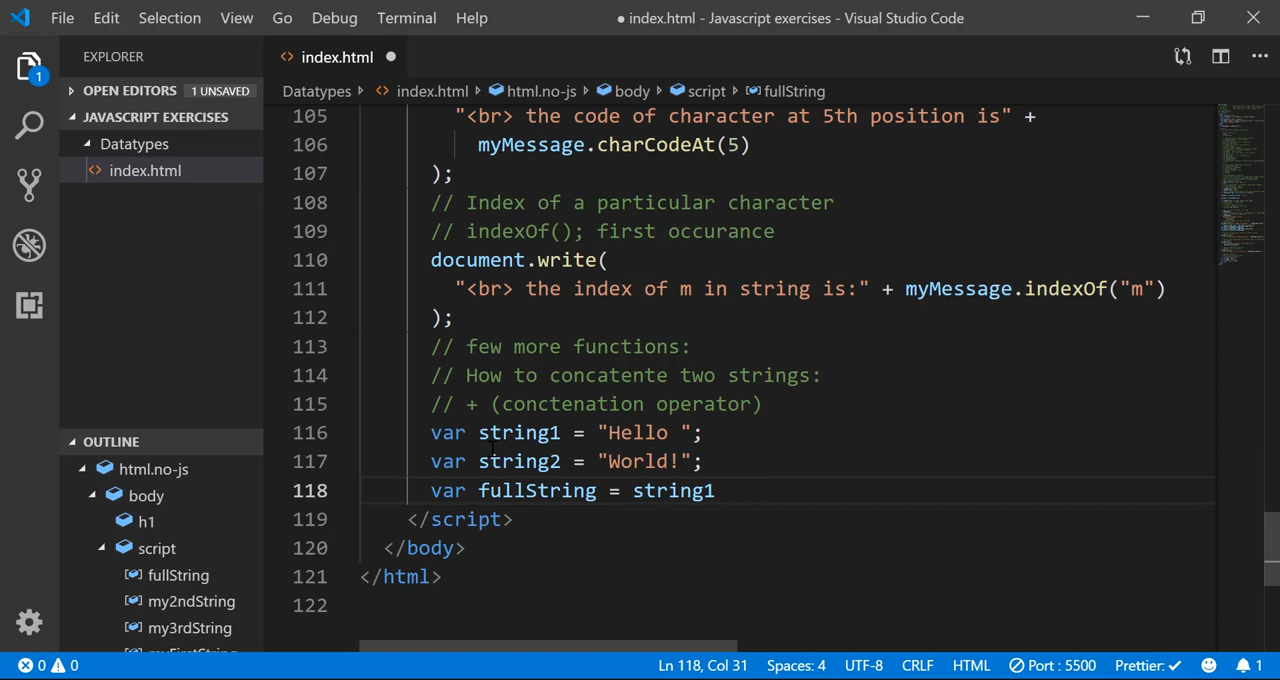 File Edit Selection View Go Debug Terminal Help ● index.html - Javascript exercises - Visual Studio Code
EXPLORER
index.html
OPEN EDITORS 1 UNSAVED
JAVASCRIPT EXERCISES
Datatypes
index.html
1
Datatypes index.html html.no-js body script fullString
105 "<br> the code of character at 5th position is" +
106 myMessage.charCodeAt(5)
107 );
108 // Index of a particular character
109 // indexOf(); first occurance
110 document.write(
111 "<br> the index of m in string is:" + myMessage.indexOf("m")
112 );
113 // few more functions:
114 // How to concatente two strings:
115 // + (conctenation operator)
116 var string1 = "Hello ";
117 var string2 = "World!";
118 var fullString = string1
119 </script>
120 </body>
121 </html>
122
OUTLINE
html.no-js
body
h1
script
fullString
my2ndString
my3rdString
0 0 Ln 118, Col 31 Spaces: 4 UTF-8 CRLF HTML Port : 5500 Prettier: ✓ 1